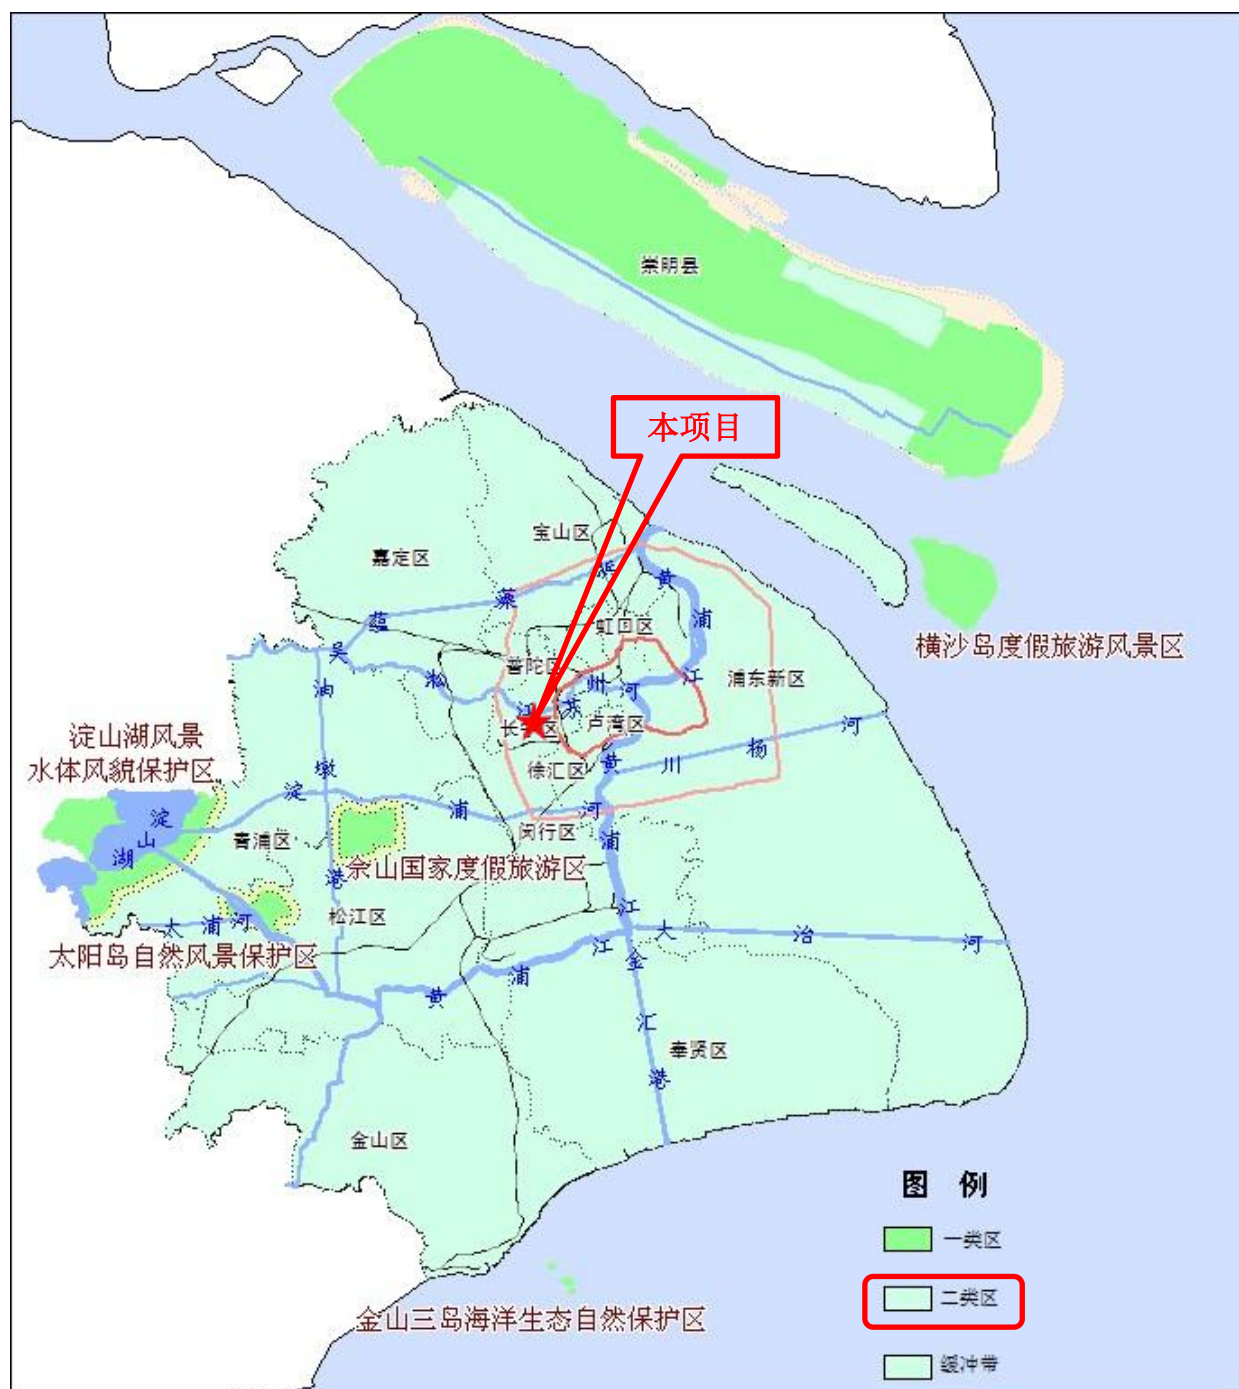 崇明县
本项目
宝山区
嘉定区
蕰藻浜
黄浦江
虹口区
横沙岛度假旅游风景区
吴淞江
普陀区
苏州河
浦东新区
长宁区
卢湾区
川杨河
徐汇区
淀山湖风景
水体风貌保护区
油墩港
淀浦河
淀山湖
青浦区
闵行区
佘山国家度假旅游区
松江区
太浦河
太阳岛自然风景保护区
黄浦江
大治河
金汇港
奉贤区
金山区
金山三岛海洋生态自然保护区
图 例
一类区
二类区
缓冲带